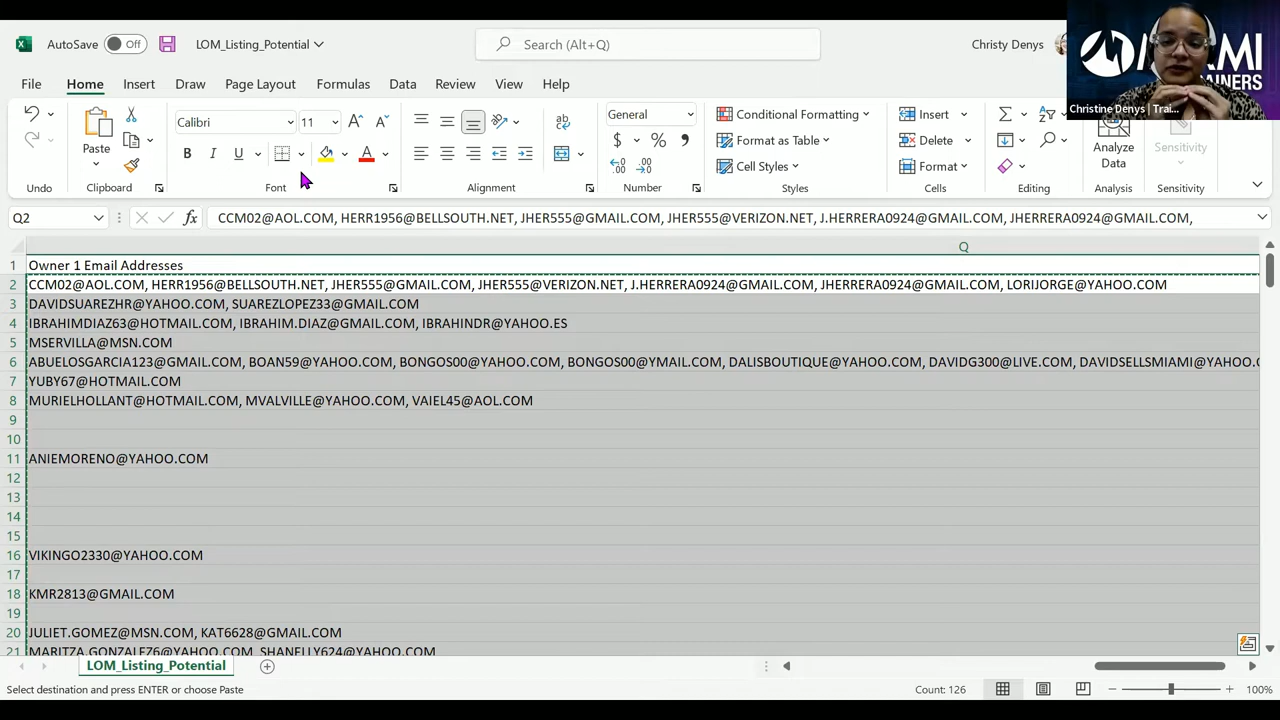 AutoSave Off LOM_Listing_Potential Search (Alt+Q) Christy Denys
File Home Insert Draw Page Layout Formulas Data Review View Help
Christine Denys | Trai...
Paste
Calibri 11
B I U
General
$ % 9
Conditional Formatting
Format as Table
Cell Styles
Insert
Delete
Format
Analyze
Data
Sensitivity
Undo Clipboard Font Alignment Number Styles Cells Editing Analysis Sensitivity
Q2 fx CCM02@AOL.COM, HERR1956@BELLSOUTH.NET, JHER555@GMAIL.COM, JHER555@VERIZON.NET, J.HERRERA0924@GMAIL.COM, JHERRERA0924@GMAIL.COM,
Q
1 Owner 1 Email Addresses
2 CCM02@AOL.COM, HERR1956@BELLSOUTH.NET, JHER555@GMAIL.COM, JHER555@VERIZON.NET, J.HERRERA0924@GMAIL.COM, JHERRERA0924@GMAIL.COM, LORIJORGE@YAHOO.COM
3 DAVIDSUAREZHR@YAHOO.COM, SUAREZLOPEZ33@GMAIL.COM
4 IBRAHIMDIAZ63@HOTMAIL.COM, IBRAHIM.DIAZ@GMAIL.COM, IBRAHINDR@YAHOO.ES
5 MSERVILLA@MSN.COM
6 ABUELOSGARCIA123@GMAIL.COM, BOAN59@YAHOO.COM, BONGOS00@YAHOO.COM, BONGOS00@YMAIL.COM, DALISBOUTIQUE@YAHOO.COM, DAVIDG300@LIVE.COM, DAVIDSELLSMIAMI@YAHOO.C
7 YUBY67@HOTMAIL.COM
8 MURIELHOLLANT@HOTMAIL.COM, MVALVILLE@YAHOO.COM, VAIEL45@AOL.COM
9
10
11 ANIEMORENO@YAHOO.COM
12
13
14
15
16 VIKINGO2330@YAHOO.COM
17
18 KMR2813@GMAIL.COM
19
20 JULIET.GOMEZ@MSN.COM, KAT6628@GMAIL.COM
21 MARITZA.GONZALEZ6@YAHOO.COM, SHANELLY624@YAHOO.COM
LOM_Listing_Potential
Select destination and press ENTER or choose Paste Count: 126 100%